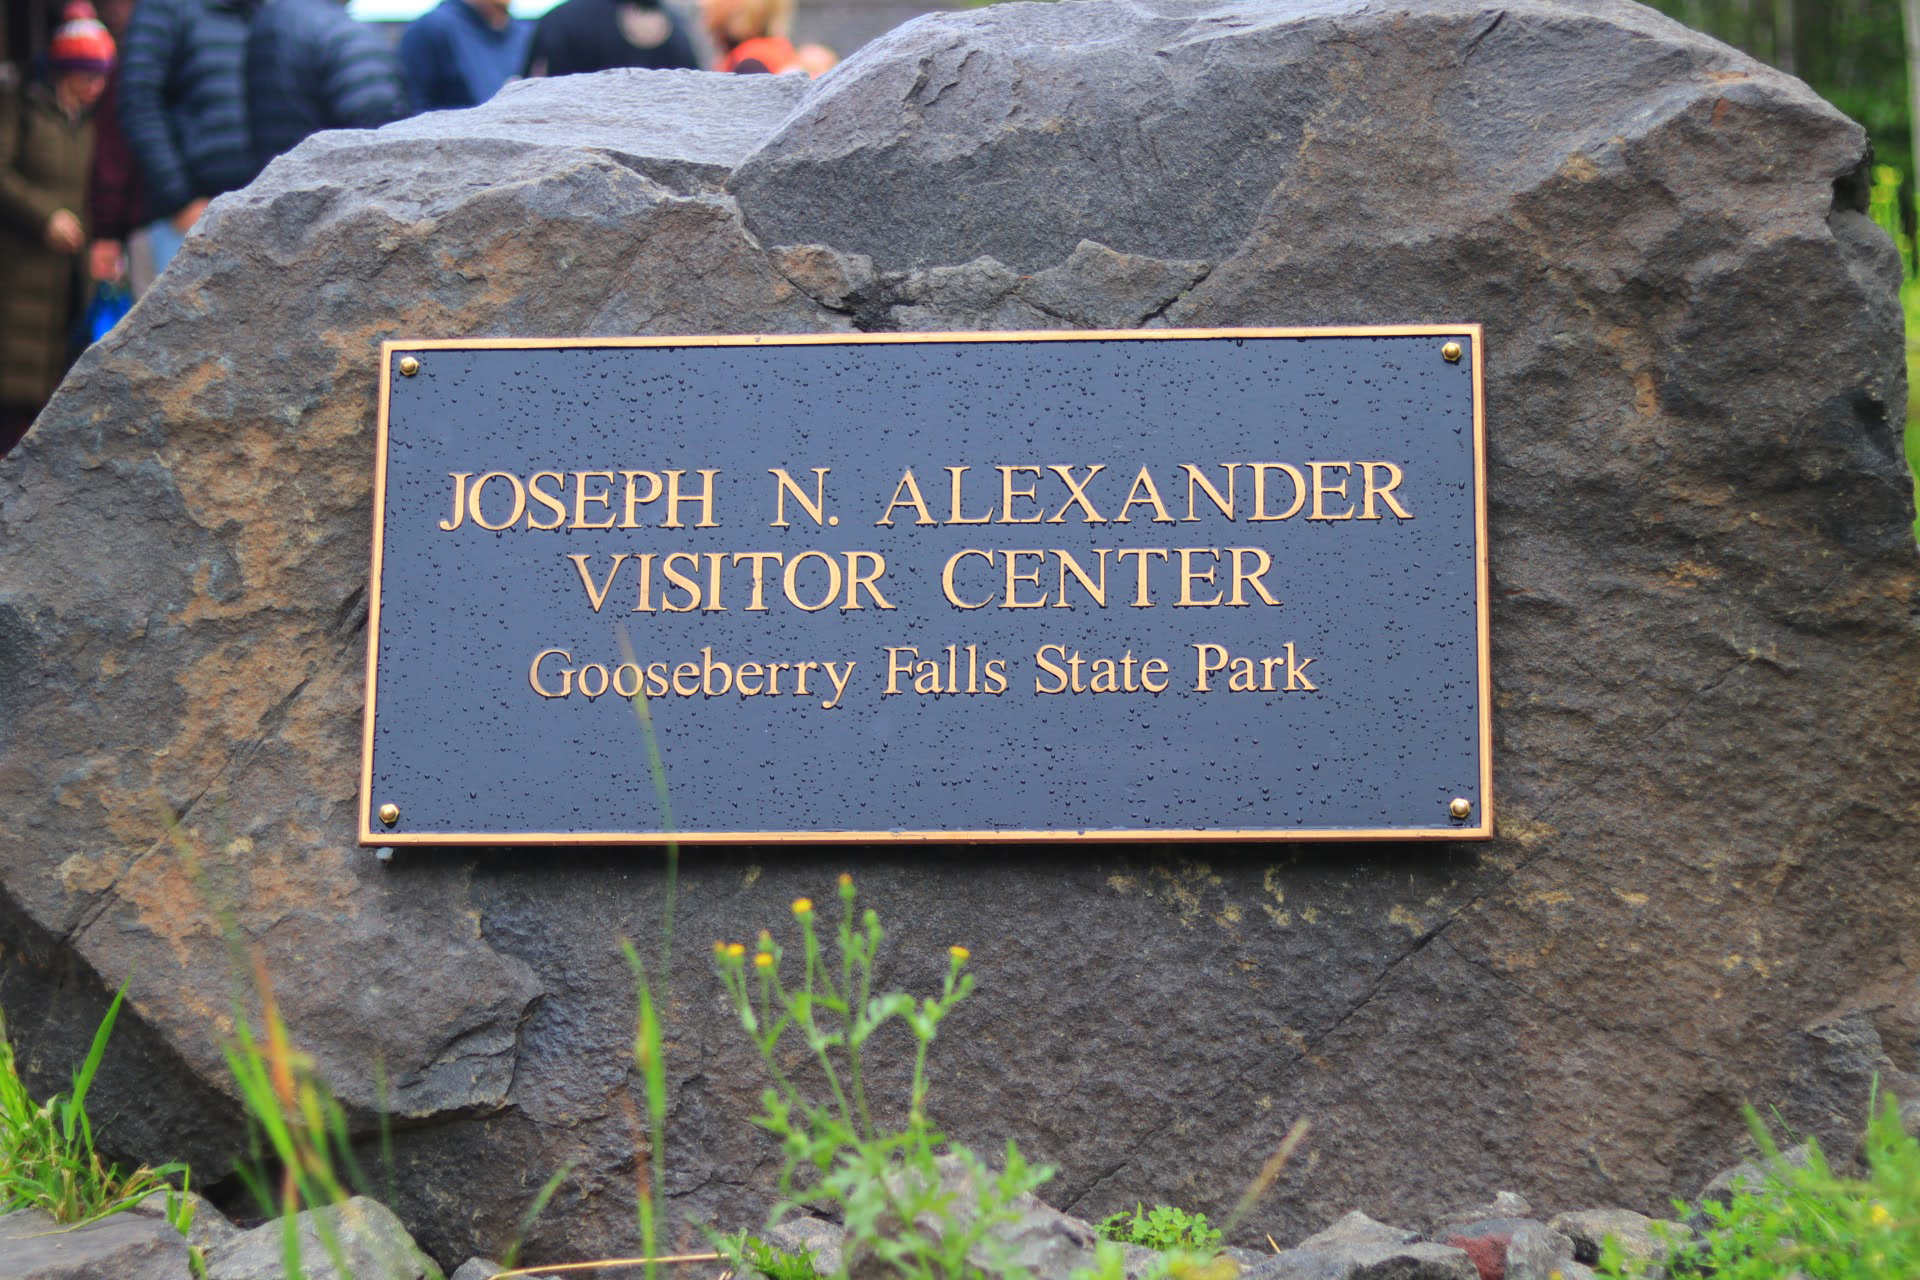 JOSEPH N. ALEXANDER
VISITOR CENTER
Gooseberry Falls State Park